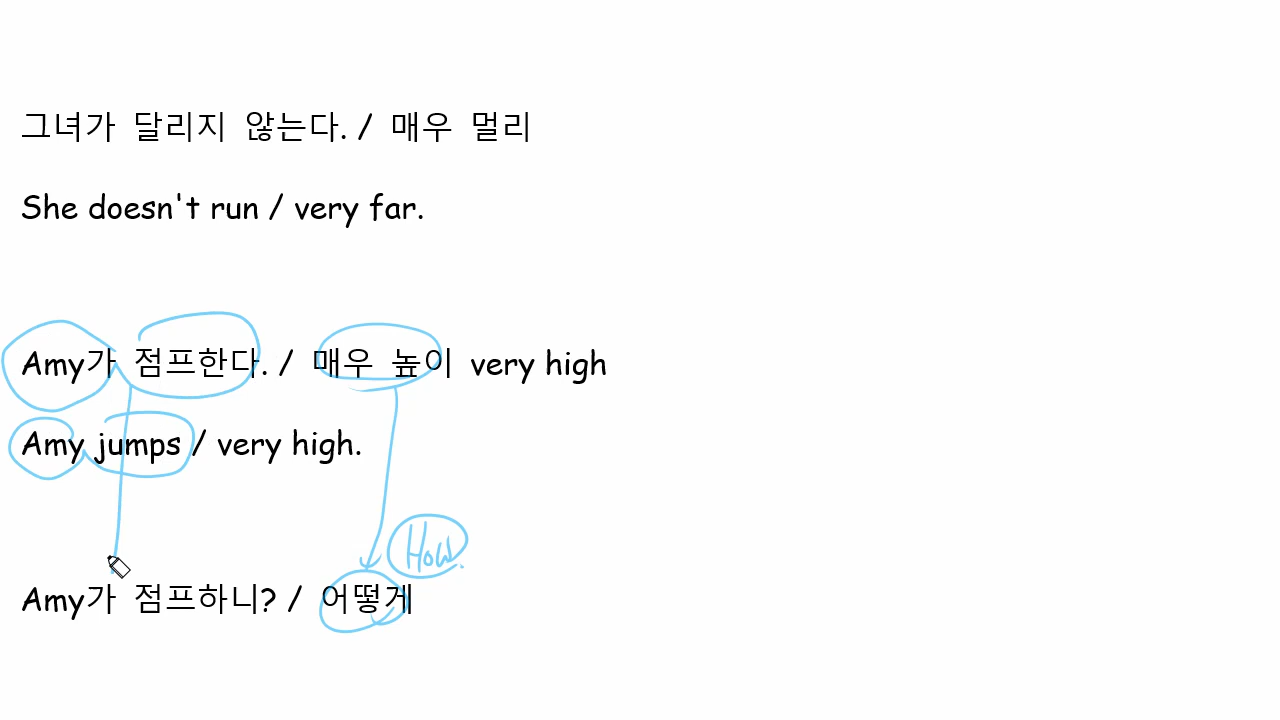 그녀가 달리지 않는다. / 매우 멀리
She doesn't run / very far.
Amy가 점프한다. / 매우 높이 very high
Amy jumps / very high.
How
Amy가 점프하니? / 어떻게